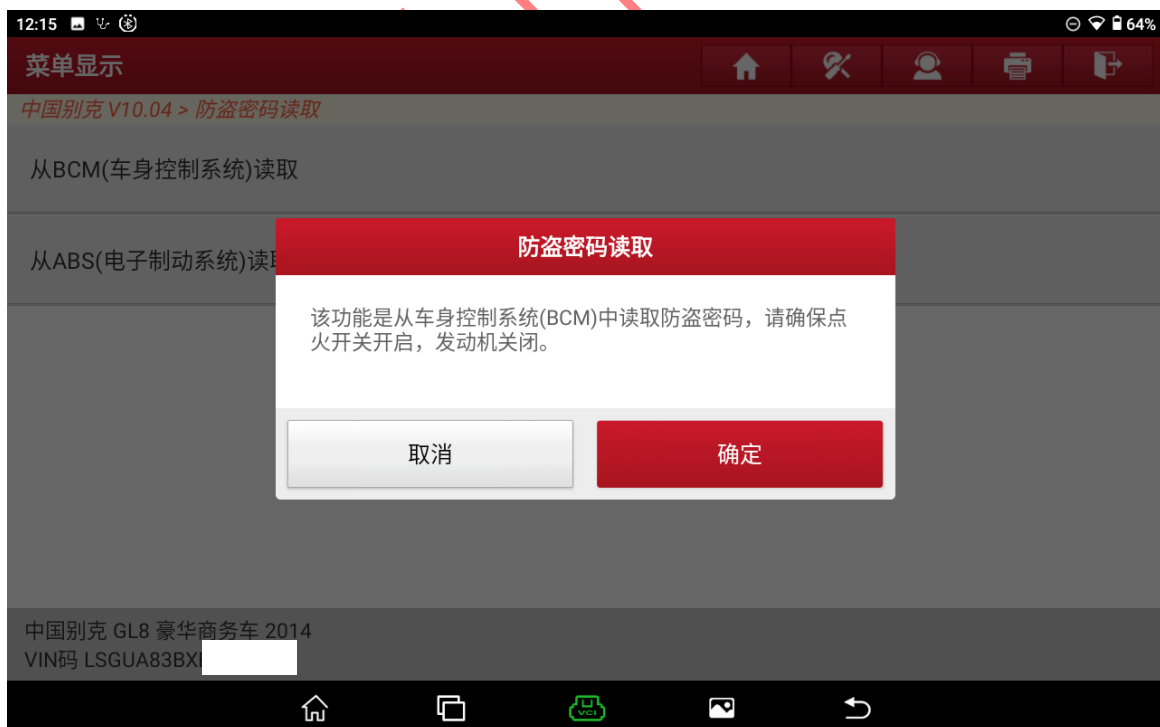 12:15
64%
菜单显示
中国别克 V10.04 > 防盗密码读取
从BCM(车身控制系统)读取
从ABS(电子制动系统)读
防盗密码读取
该功能是从车身控制系统(BCM)中读取防盗密码，请确保点
火开关开启，发动机关闭。
取消
确定
中国别克 GL8 豪华商务车 2014
VIN码 LSGUA83BX
VCI